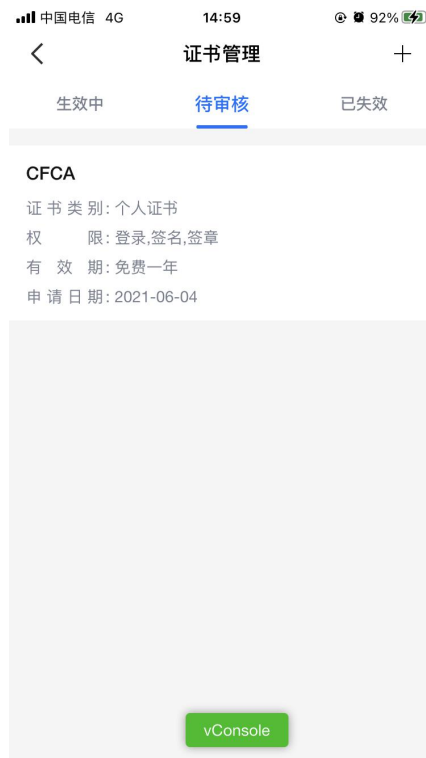 中国电信 4G 14:59 92%
证书管理
生效中 待审核 已失效
CFCA
证书类别: 个人证书
权限: 登录,签名,签章
有效期: 免费一年
申请日期: 2021-06-04
vConsole